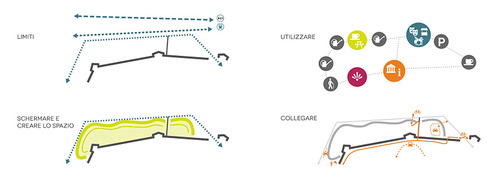 LIMITI
UTILIZZARE
P
i
SCHERMARE E
CREARE LO SPAZIO
COLLEGARE